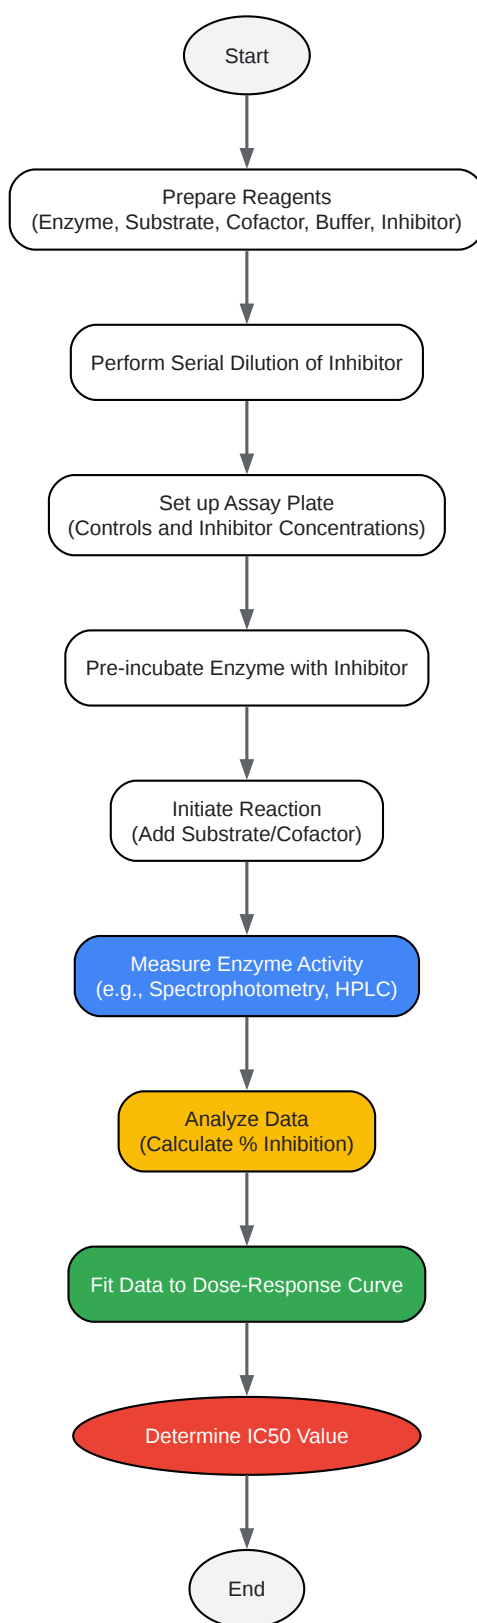 Start
Prepare Reagents
(Enzyme, Substrate, Cofactor, Buffer, Inhibitor)
Perform Serial Dilution of Inhibitor
Set up Assay Plate
(Controls and Inhibitor Concentrations)
Pre-incubate Enzyme with Inhibitor
Initiate Reaction
(Add Substrate/Cofactor)
Measure Enzyme Activity
(e.g., Spectrophotometry, HPLC)
Analyze Data
(Calculate % Inhibition)
Fit Data to Dose-Response Curve
Determine IC50 Value
End